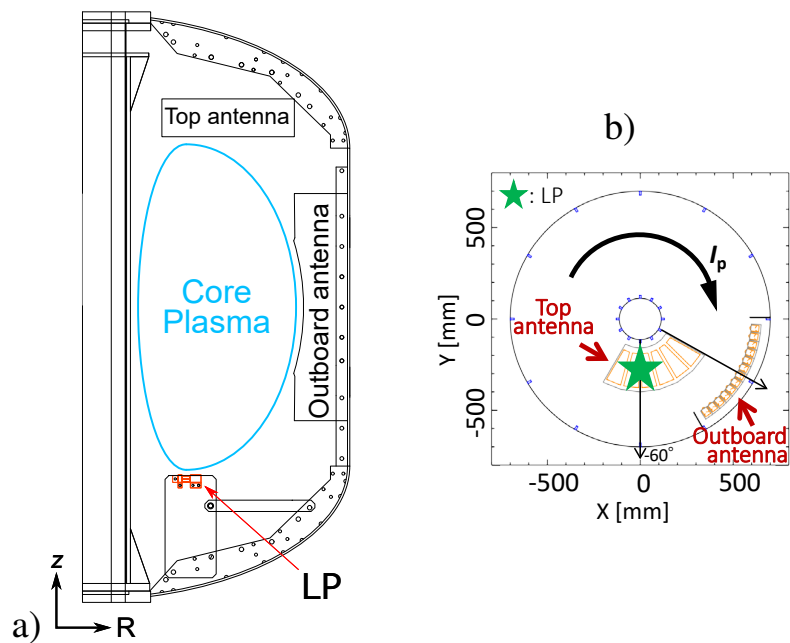 Top antenna
Outboard antenna
Core
Plasma
LP
z
R
a)
b)
: LP
Ip
Top
antenna
Outboard
antenna
-60°
500
0
-500
Y [mm]
-500
0
500
X [mm]